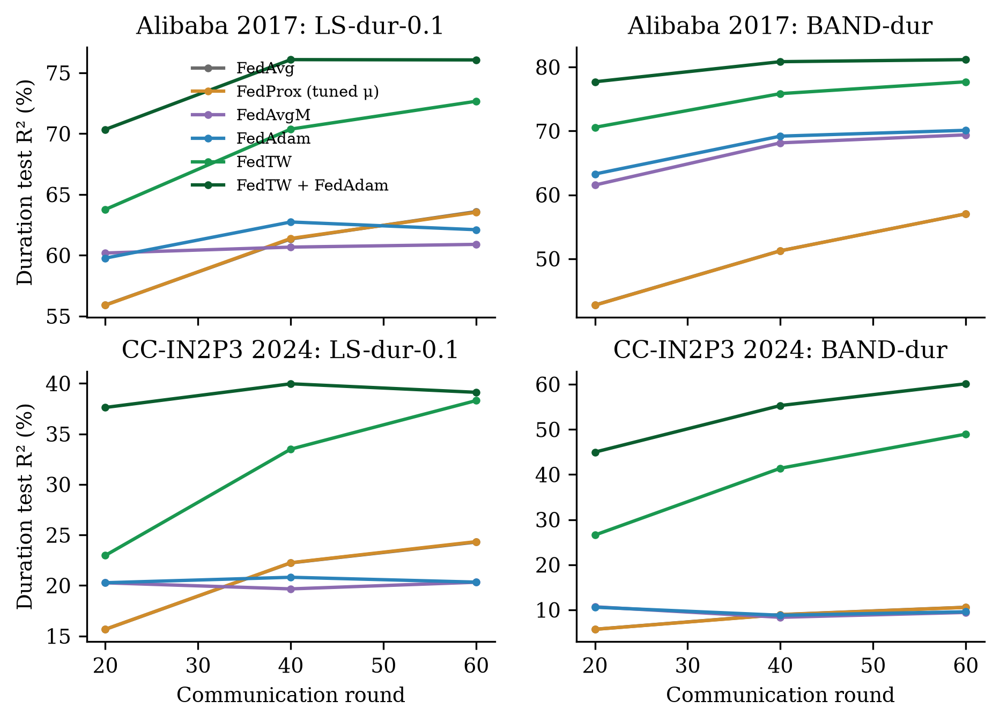 Alibaba 2017: LS-dur-0.1
Duration test R² (%)
75
70
65
60
55
FedAvg
FedProx (tuned μ)
FedAvgM
FedAdam
FedTW
FedTW + FedAdam
Alibaba 2017: BAND-dur
80
70
60
50
CC-IN2P3 2024: LS-dur-0.1
Duration test R² (%)
40
35
30
25
20
15
20 30 40 50 60
Communication round
CC-IN2P3 2024: BAND-dur
60
50
40
30
20
10
20 30 40 50 60
Communication round